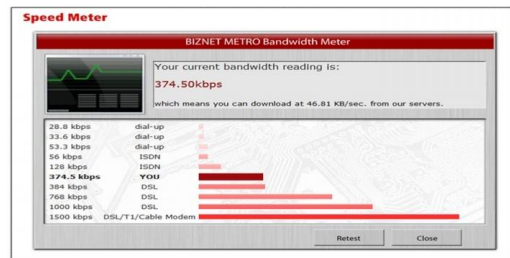 Speed Meter
BIZNET METRO Bandwidth Meter
Your current bandwidth reading is:
374.50kbps
which means you can download at 46.81 KB/sec. from our servers.
28.8 kbps dial-up
33.6 kbps dial-up
53.3 kbps dial-up
56 kbps ISDN
128 kbps ISDN
374.5 kbps YOU
384 kbps DSL
768 kbps DSL
1000 kbps DSL
1500 kbps DSL/T1/Cable Modem
Retest Close